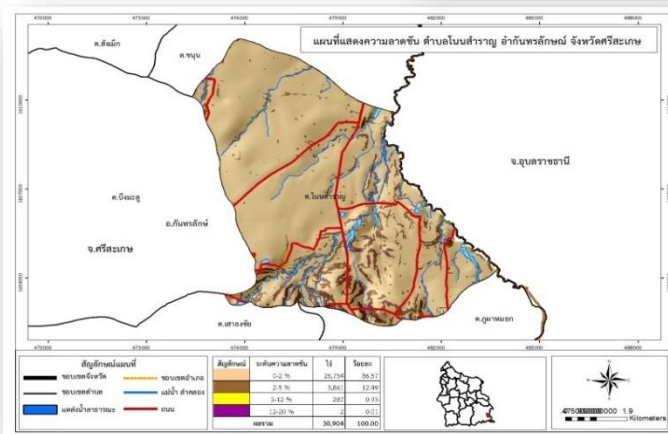 แผนที่แสดงความลาดชัน ตำบลโนนสำราญ อำกันทรลักษณ์ จังหวัดศรีสะเกษ
ต.ขนุน
จ.อุบลราชธานี
ต.โนนสำราญ
ต.บึงมะลู
อ.กันทรลักษ์
จ.ศรีสะเกษ
ต.เสาธงชัย
ต.ภูผาหมอก
470000 473000 476000 479000 482000 485000 488000
สัญลักษณ์แผนที่
ขอบเขตจังหวัด ขอบเขตอำเภอ
ขอบเขตตำบล แม่น้ำ ลำคลอง
แหล่งน้ำสาธารณะ ถนน
สัญลักษณ์ ระดับความลาดชัน ไร่ ร้อยละ
0-2 % 26,754 86.57
2-5 % 3,861 12.49
5-12 % 287 0.93
12-20 % 2 0.01
ผลรวม 30,904 100.00
1.9
Kilometers